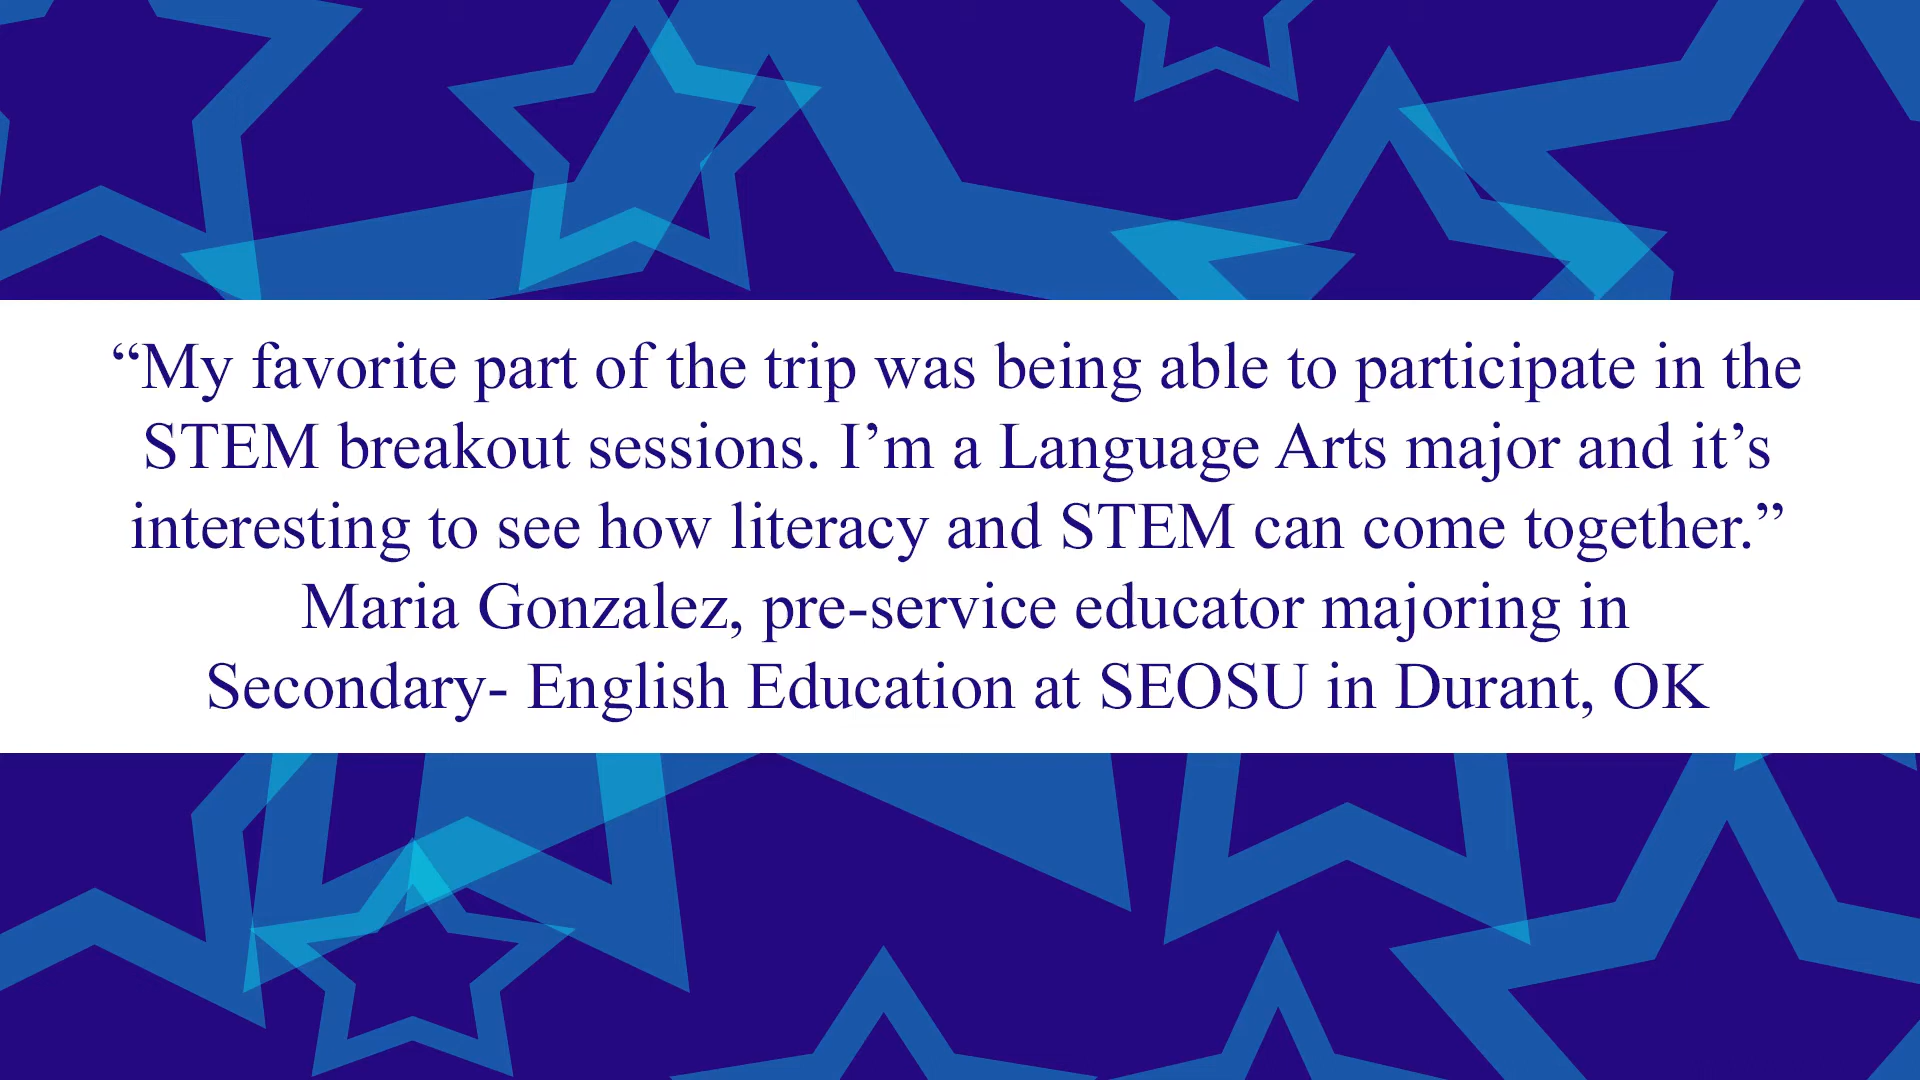 “My favorite part of the trip was being able to participate in the
STEM breakout sessions. I’m a Language Arts major and it’s
interesting to see how literacy and STEM can come together.”
Maria Gonzalez, pre-service educator majoring in
Secondary- English Education at SEOSU in Durant, OK